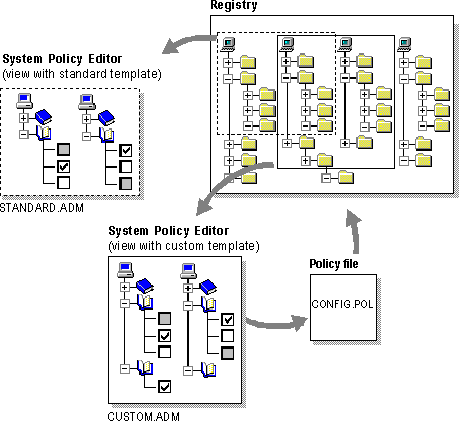 Registry
System Policy Editor
(view with standard template)
STANDARD.ADM
System Policy Editor
(view with custom template)
Policy file
CONFIG.POL
CUSTOM.ADM